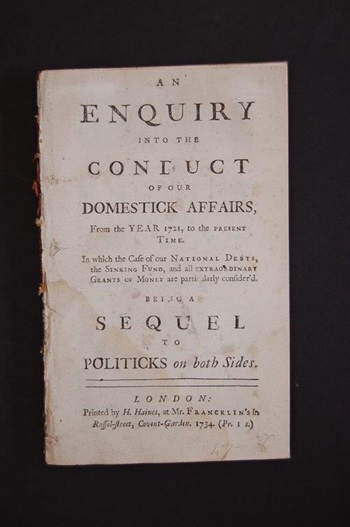 AN
ENQUIRY
INTO THE
CONDUCT
OF OUR
DOMESTICK AFFAIRS,
From the YEAR 1721, to the PRESENT
TIME.
In which the Case of our NATIONAL DEBTS,
the SINKING FUND, and all EXTRAORDINARY
GRANTS OF MONEY are particularly consider'd.
BEING A
SEQUEL
TO
POLITICKS on both Sides.
LONDON:
Printed by H. Haines, at Mr. FRANCKLIN's in
Russel-street, Covent-Garden. 1734. (Pr. 1 s.)